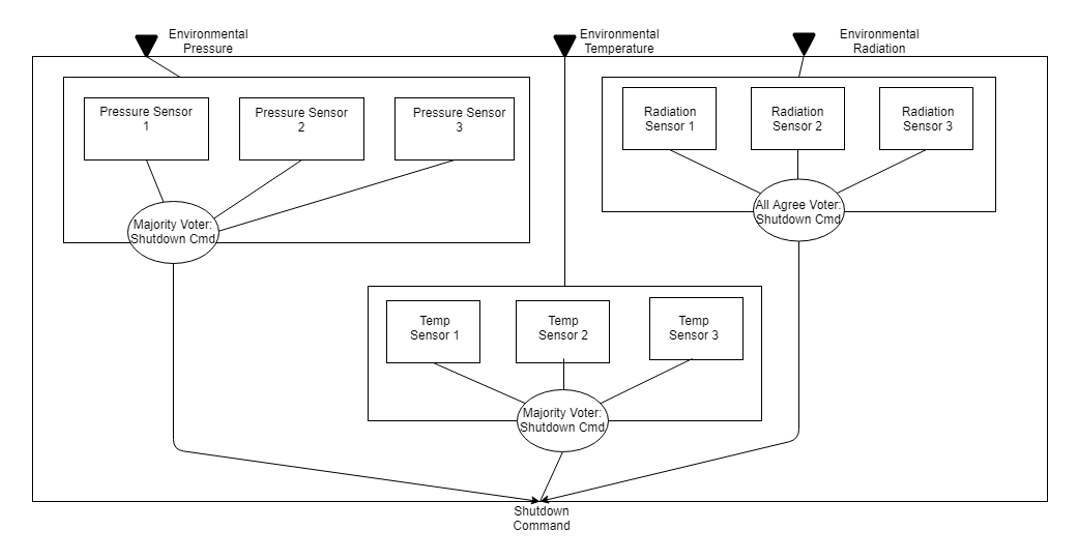 Environmental
Pressure
Environmental
Temperature
Environmental
Radiation
Pressure Sensor
1
Pressure Sensor
2
Pressure Sensor
3
Radiation
Sensor 1
Radiation
Sensor 2
Radiation
Sensor 3
Majority Voter:
Shutdown Cmd
All Agree Voter:
Shutdown Cmd
Temp
Sensor 1
Temp
Sensor 2
Temp
Sensor 3
Majority Voter:
Shutdown Cmd
Shutdown
Command